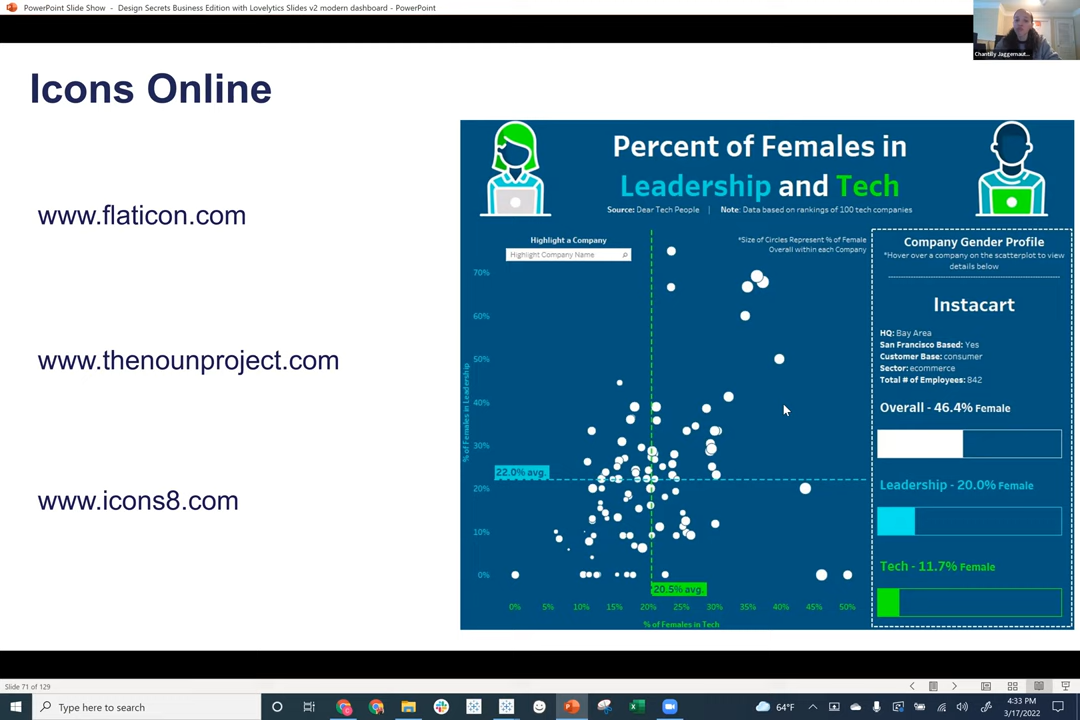 PowerPoint Slide Show - Design Secrets Business Edition with Lovelytics Slides v2 modern dashboard - PowerPoint
Chantilly Jaggernaut...
Icons Online
www.flaticon.com
www.thenounproject.com
www.icons8.com
Percent of Females in
Leadership and Tech
Source: Dear Tech People | Note: Data based on rankings of 100 tech companies
Highlight a Company
Highlight Company Name
*Size of Circles Represent % of Female
Overall within each Company
70%
60%
50%
40%
30%
20%
10%
0%
% of Females in Leadership
22.0% avg.
20.5% avg.
0% 5% 10% 15% 20% 25% 30% 35% 40% 45% 50%
% of Females in Tech
Company Gender Profile
*Hover over a company on the scatterplot to view
details below
Instacart
HQ: Bay Area
San Francisco Based: Yes
Customer Base: consumer
Sector: ecommerce
Total # of Employees: 842
Overall - 46.4% Female
Leadership - 20.0% Female
Tech - 11.7% Female
Slide 71 of 129
Type here to search
64°F
4:33 PM
3/17/2022